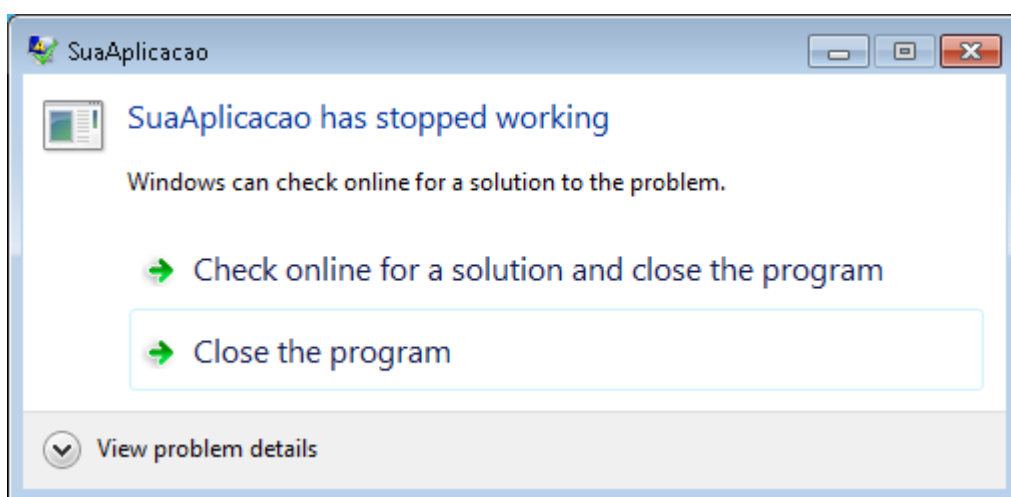 SuaAplicacao
SuaAplicacao has stopped working
Windows can check online for a solution to the problem.
Check online for a solution and close the program
Close the program
View problem details